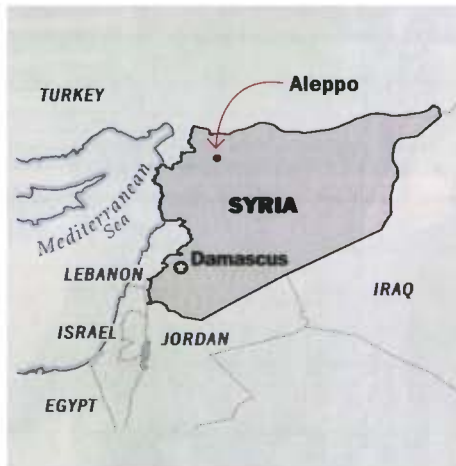 Aleppo
TURKEY
Mediterranean
Sea
SYRIA
Damascus
LEBANON
IRAQ
ISRAEL
JORDAN
EGYPT